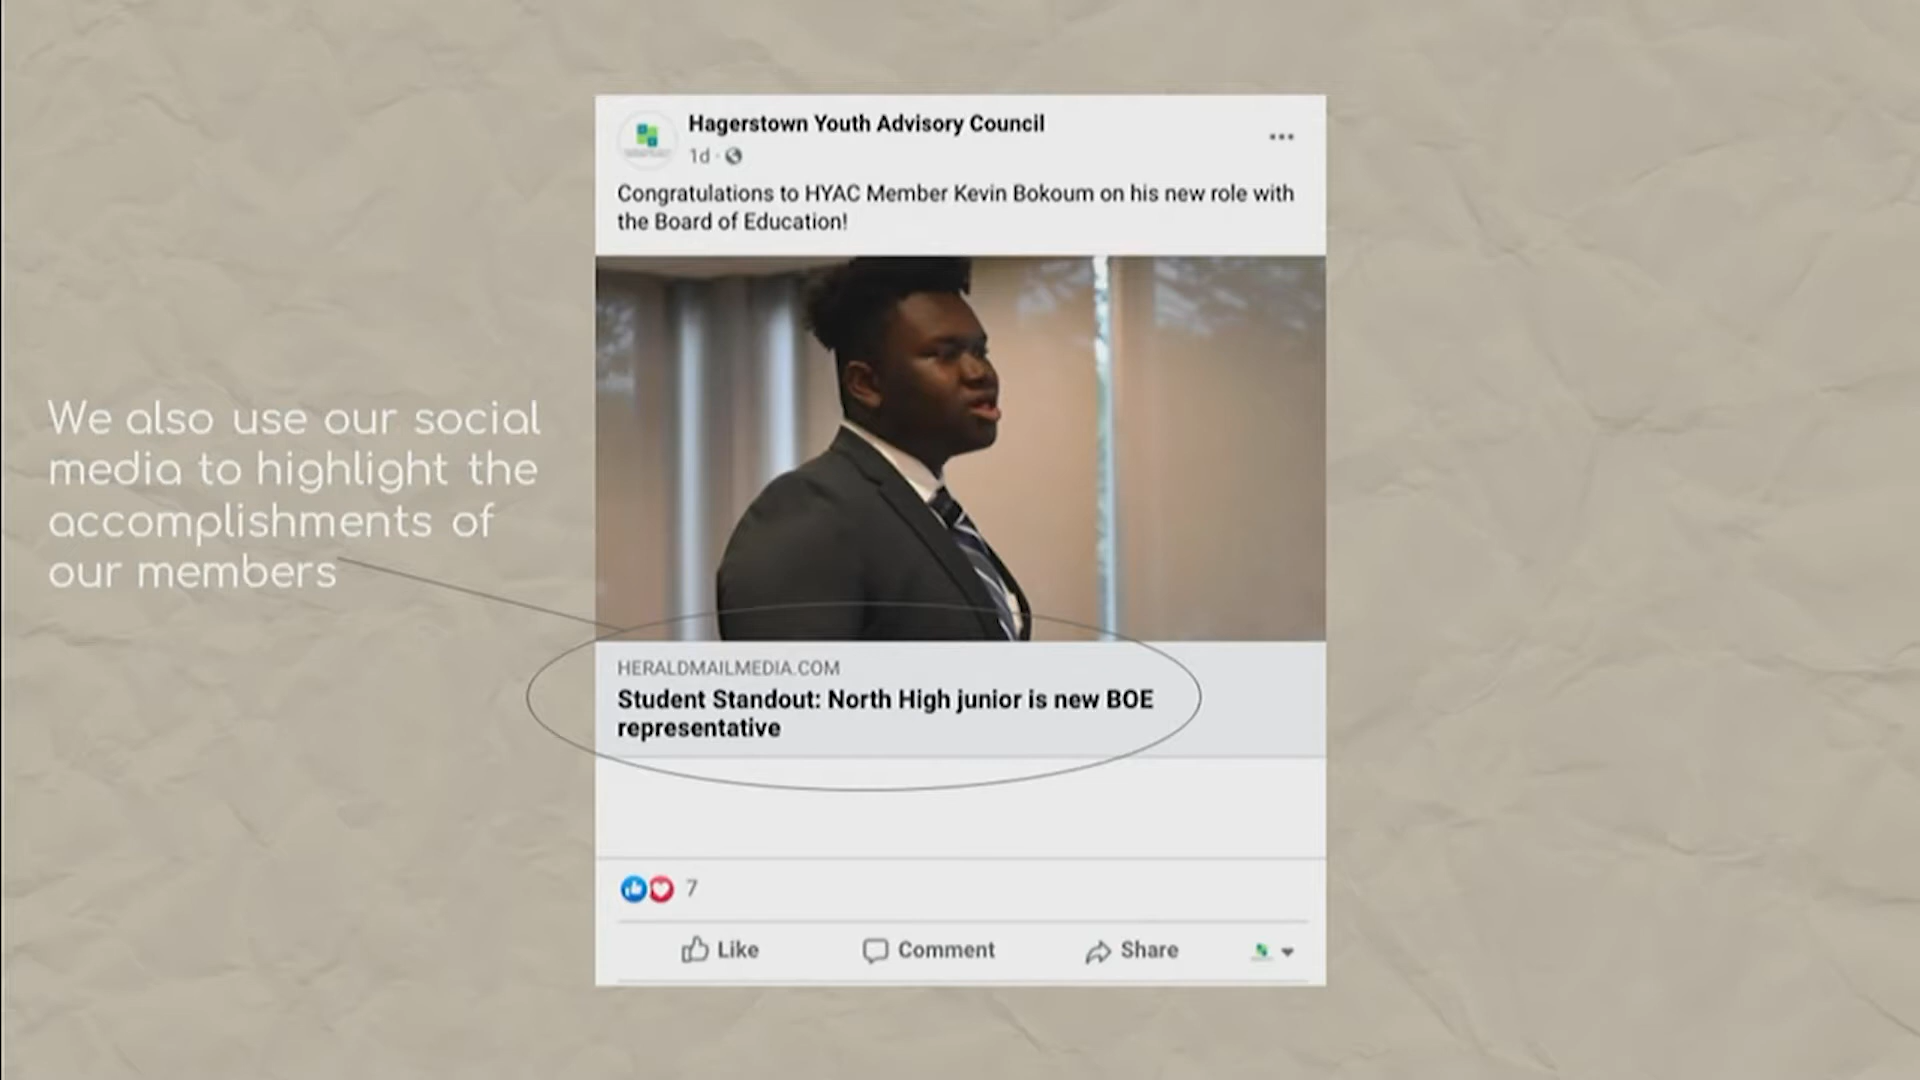 We also use our social
media to highlight the
accomplishments of
our members
Hagerstown Youth Advisory Council
1d ·
Congratulations to HYAC Member Kevin Bokoum on his new role with
the Board of Education!
HERALDMAILMEDIA.COM
Student Standout: North High junior is new BOE
representative
7
Like
Comment
Share